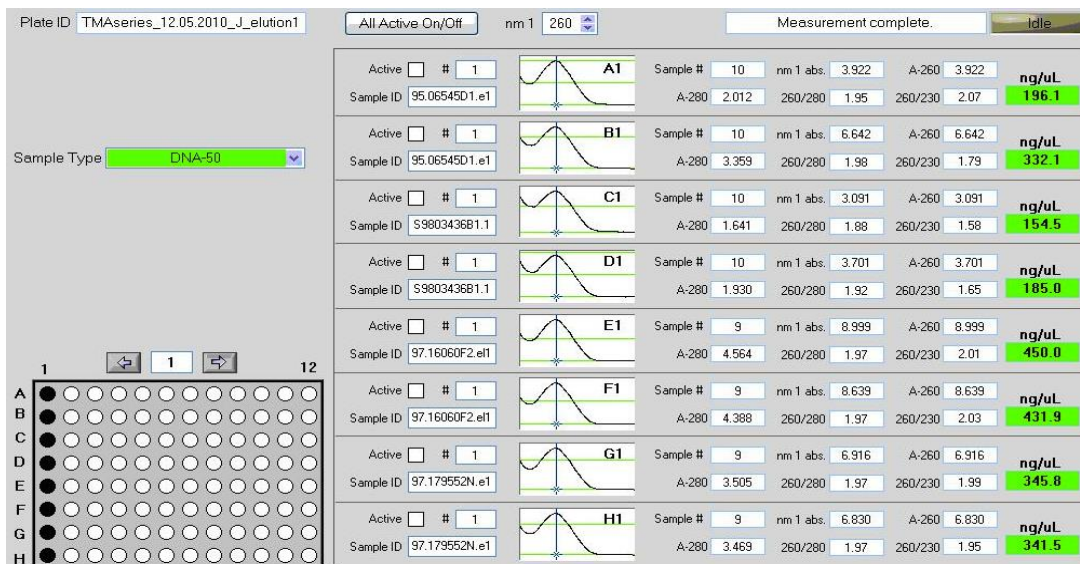 Plate ID TMAseries_12.05.2010_J_elution1 All Active On/Off nm 1 260 Measurement complete. Idle
Sample Type DNA-50
Active # 1 A1 Sample # 10 nm 1 abs. 3.922 A-260 3.922 ng/uL
Sample ID 95.06545D1.e1 A-280 2.012 260/280 1.95 260/230 2.07 196.1
Active # 1 B1 Sample # 10 nm 1 abs. 6.642 A-260 6.642 ng/uL
Sample ID 95.06545D1.e1 A-280 3.359 260/280 1.98 260/230 1.79 332.1
Active # 1 C1 Sample # 10 nm 1 abs. 3.091 A-260 3.091 ng/uL
Sample ID S9803436B1.1 A-280 1.641 260/280 1.88 260/230 1.58 154.5
Active # 1 D1 Sample # 10 nm 1 abs. 3.701 A-260 3.701 ng/uL
Sample ID S9803436B1.1 A-280 1.930 260/280 1.92 260/230 1.65 185.0
Active # 1 E1 Sample # 9 nm 1 abs. 8.999 A-260 8.999 ng/uL
Sample ID 97.16060F2.el1 A-280 4.564 260/280 1.97 260/230 2.01 450.0
Active # 1 F1 Sample # 9 nm 1 abs. 8.639 A-260 8.639 ng/uL
Sample ID 97.16060F2.el1 A-280 4.388 260/280 1.97 260/230 2.03 431.9
Active # 1 G1 Sample # 9 nm 1 abs. 6.916 A-260 6.916 ng/uL
Sample ID 97.179552N.e1 A-280 3.505 260/280 1.97 260/230 1.99 345.8
Active # 1 H1 Sample # 9 nm 1 abs. 6.830 A-260 6.830 ng/uL
Sample ID 97.179552N.e1 A-280 3.469 260/280 1.97 260/230 1.95 341.5
1
1 12
A
B
C
D
E
F
G
H